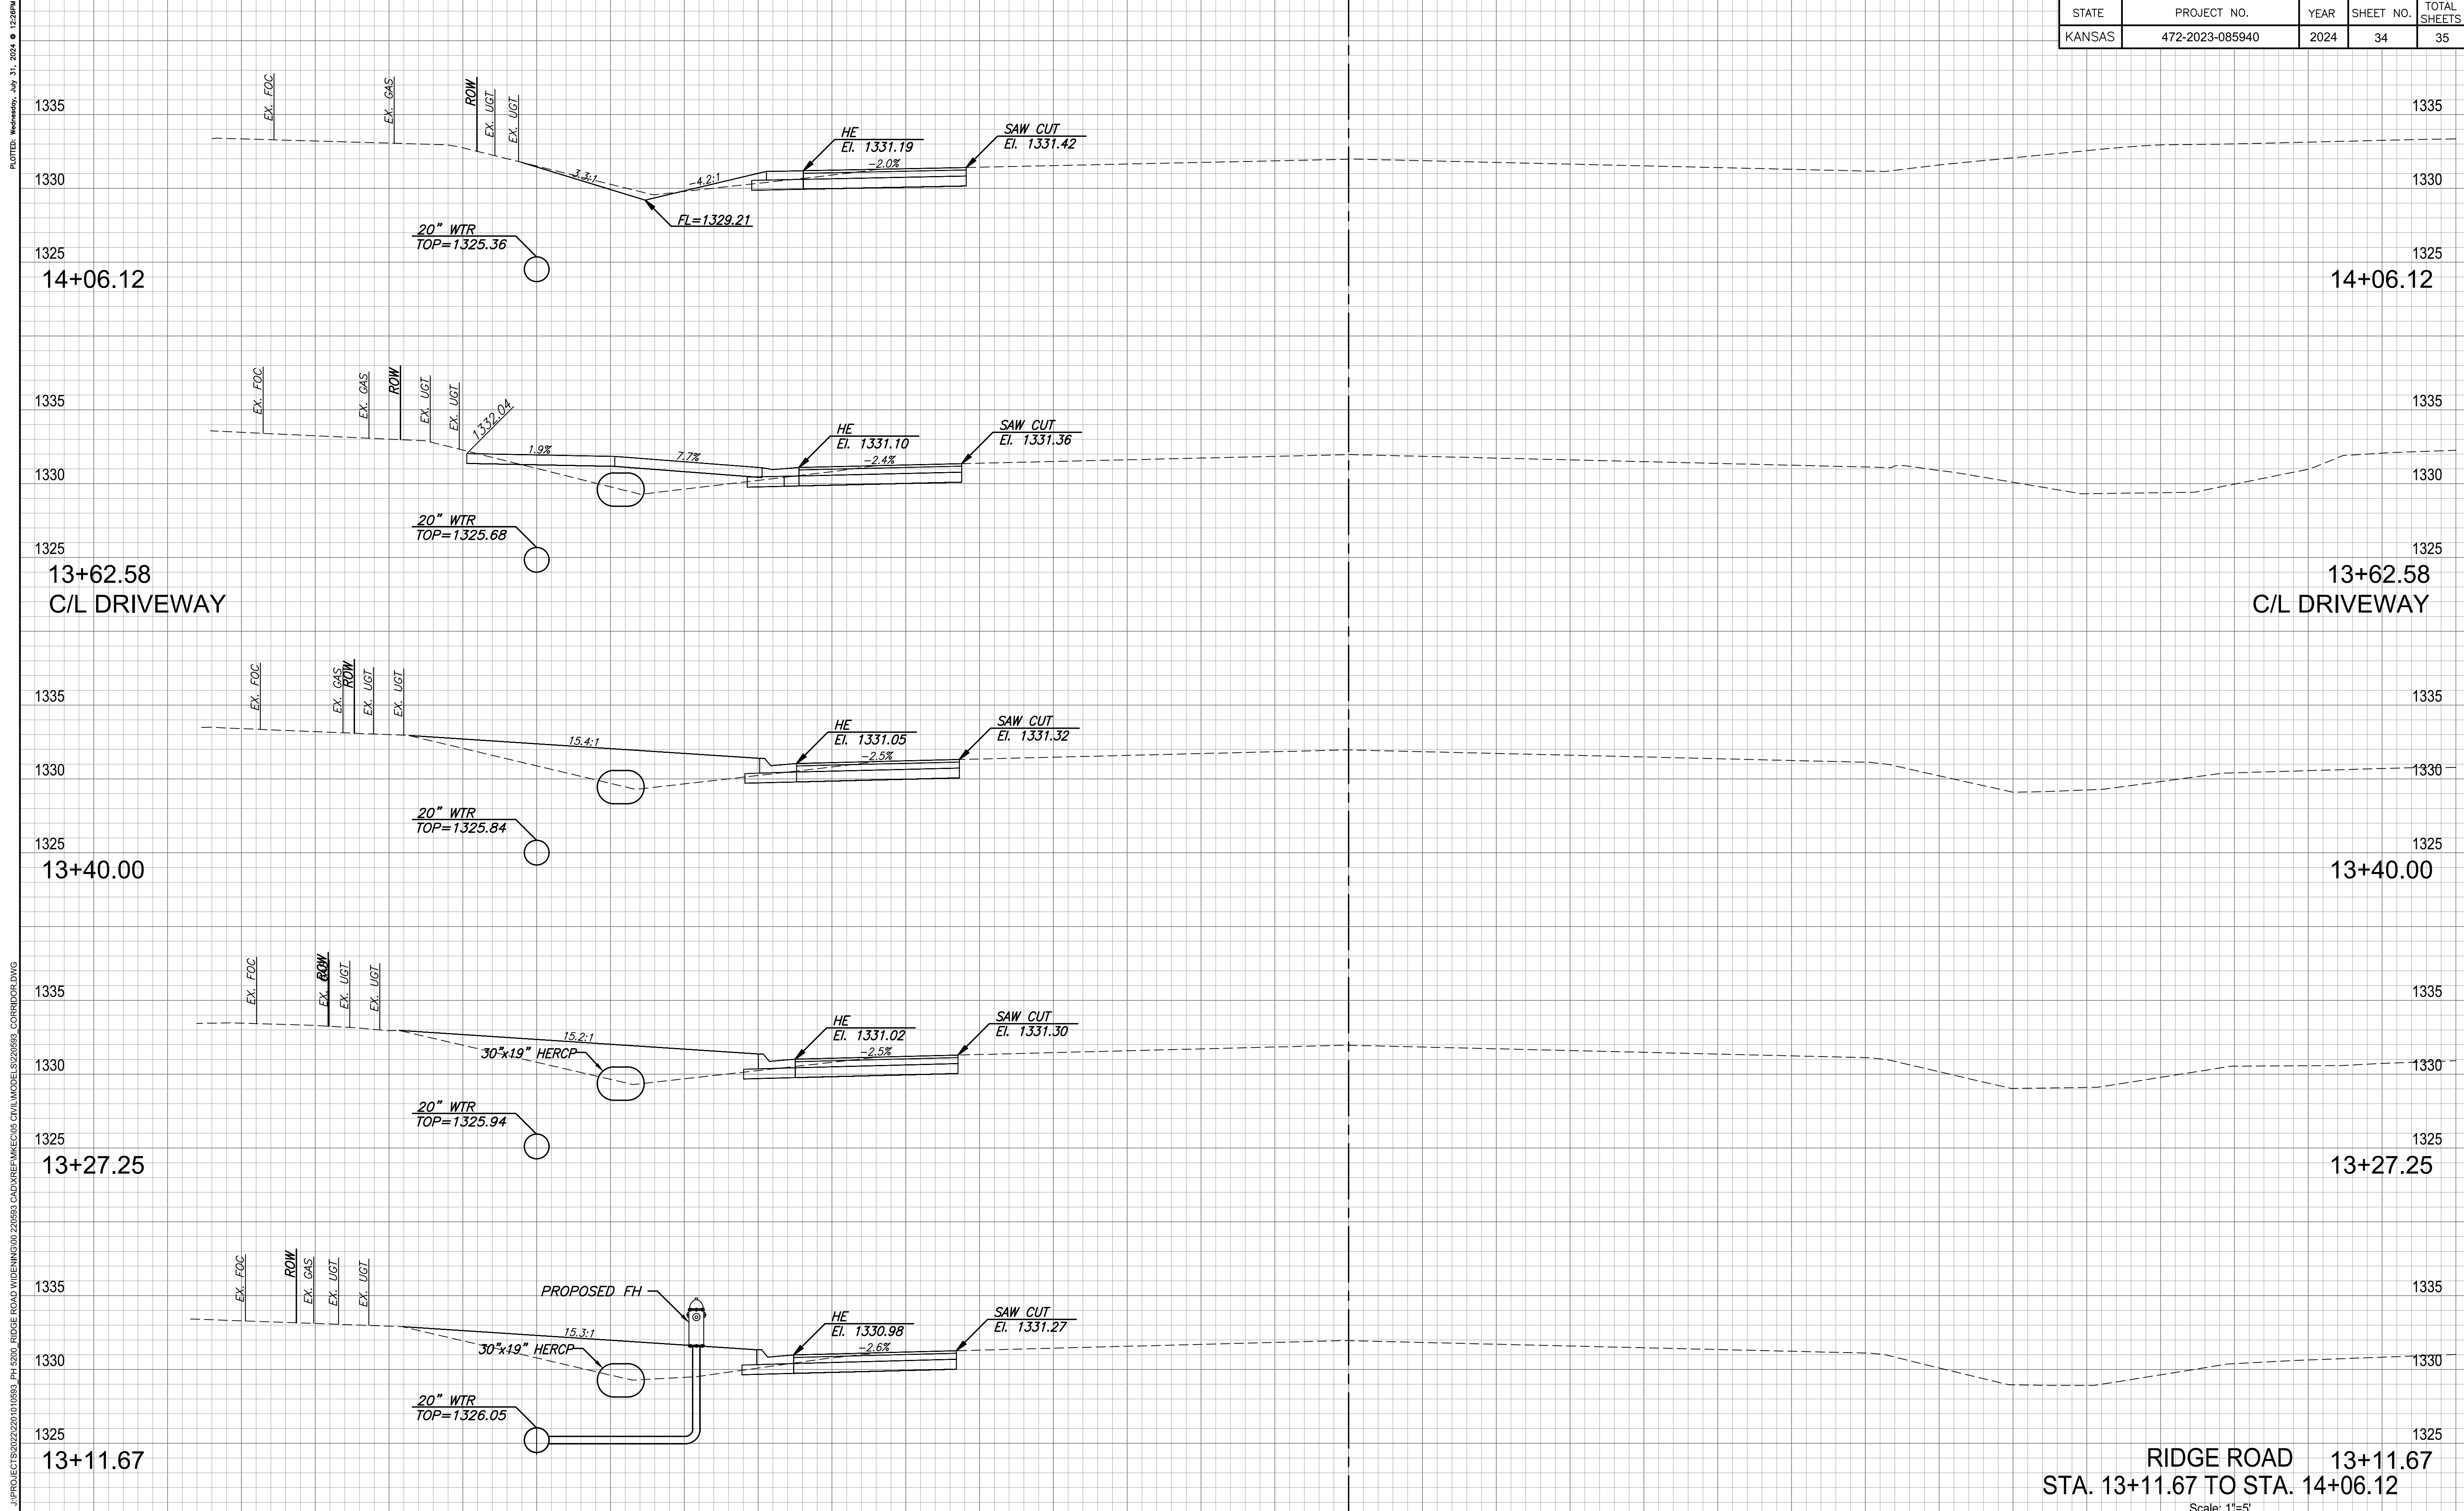 STATE PROJECT NO. YEAR SHEET NO. TOTAL SHEETS
KANSAS 472-2023-085940 2024 34 35
PLOTTED: Wednesday, July 31, 2024 @ 12:26PM
EX. FOC
EX. GAS
ROW
EX. UGT
EX. UGT
1335
1335
HE
El. 1331.19
SAW CUT
El. 1331.42
-2.0%
3.3:1
-4.2:1
1330
1330
FL=1329.21
20" WTR
TOP=1325.36
1325
1325
14+06.12
14+06.12
EX. FOC
EX. GAS
ROW
EX. UGT
EX. UGT
1332.04
1335
1335
HE
El. 1331.10
SAW CUT
El. 1331.36
1.9%
7.7%
-2.4%
1330
1330
20" WTR
TOP=1325.68
1325
1325
13+62.58
13+62.58
C/L DRIVEWAY
C/L DRIVEWAY
EX. FOC
EX. GAS
ROW
EX. UGT
EX. UGT
1335
1335
HE
El. 1331.05
SAW CUT
El. 1331.32
15.4:1
-2.5%
1330
1330
20" WTR
TOP=1325.84
1325
1325
13+40.00
13+40.00
EX. FOC
EX.
ROW
EX. UGT
EX. UGT
1335
1335
HE
El. 1331.02
SAW CUT
El. 1331.30
15.2:1
-2.5%
30"x19" HERCP
1330
1330
20" WTR
TOP=1325.94
1325
1325
13+27.25
13+27.25
EX. FOC
ROW
EX. GAS
EX. UGT
EX. UGT
1335
1335
PROPOSED FH
HE
El. 1330.98
SAW CUT
El. 1331.27
15.3:1
-2.6%
30"x19" HERCP
1330
1330
20" WTR
TOP=1326.05
1325
1325
13+11.67
RIDGE ROAD 13+11.67
STA. 13+11.67 TO STA. 14+06.12
Scale: 1"=5'